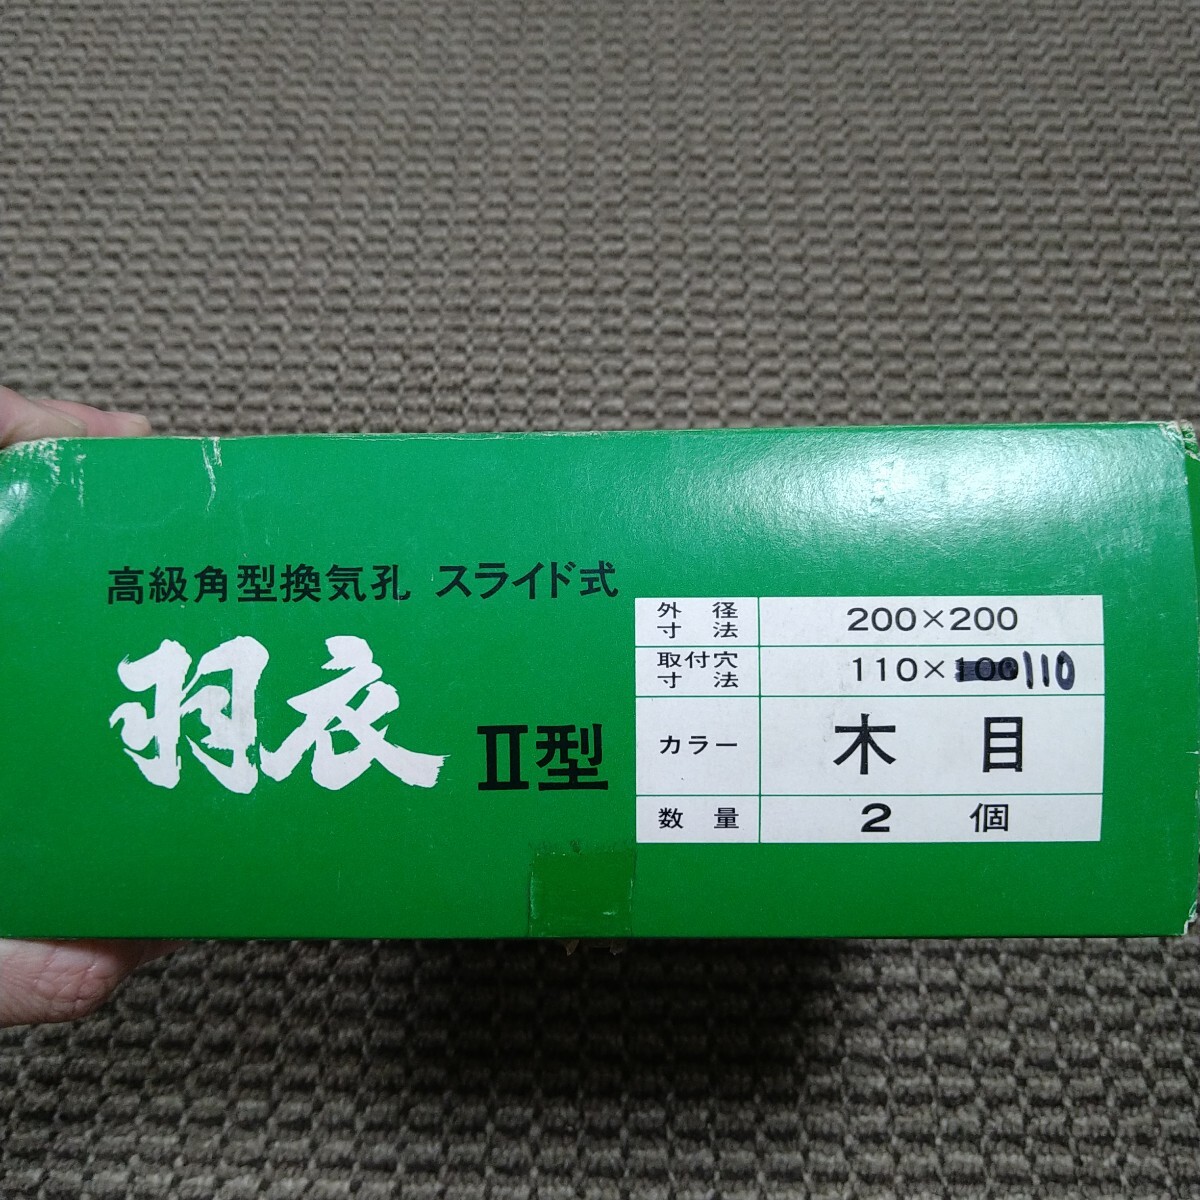 高級角型換気孔 スライド式
羽衣 II型
外径寸法 200×200
取付穴寸法 110×100110
カラー 木目
数量 2個